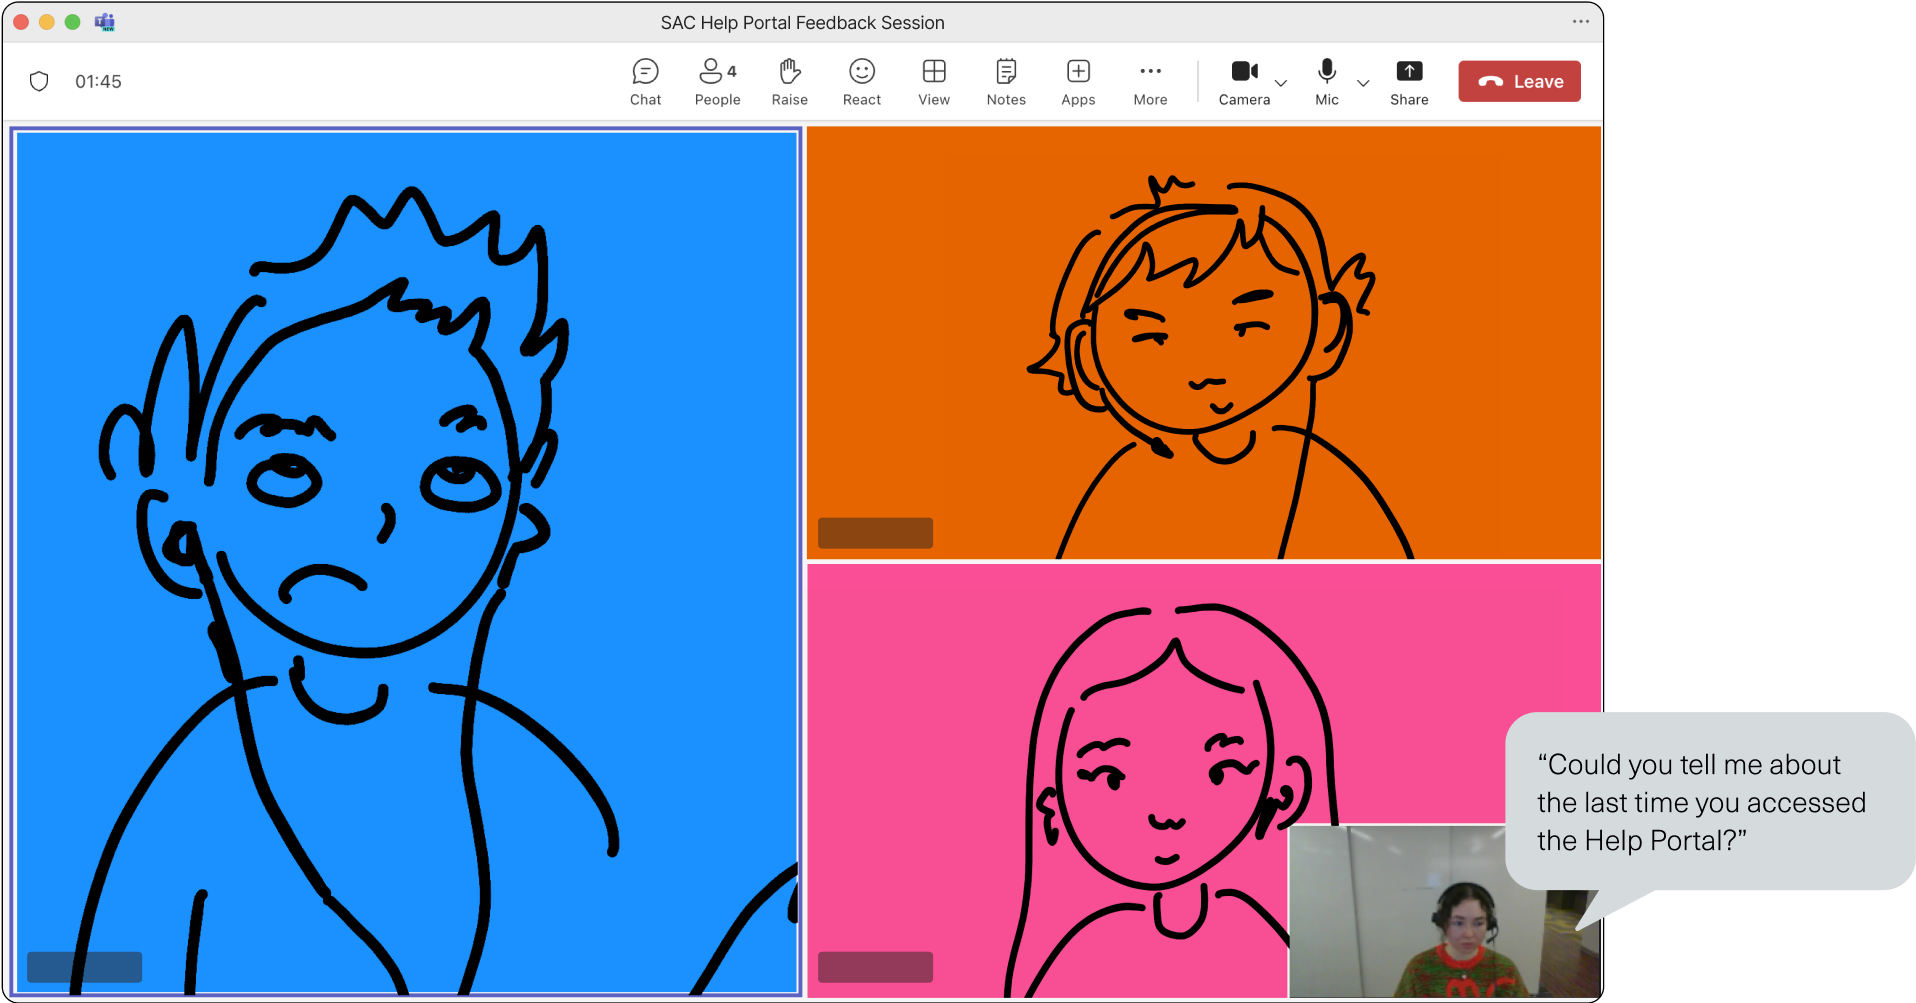 NEW
SAC Help Portal Feedback Session
01:45
Chat
People
4
Raise
React
View
Notes
Apps
More
Camera
Mic
Share
Leave
“Could you tell me about
the last time you accessed
the Help Portal?”